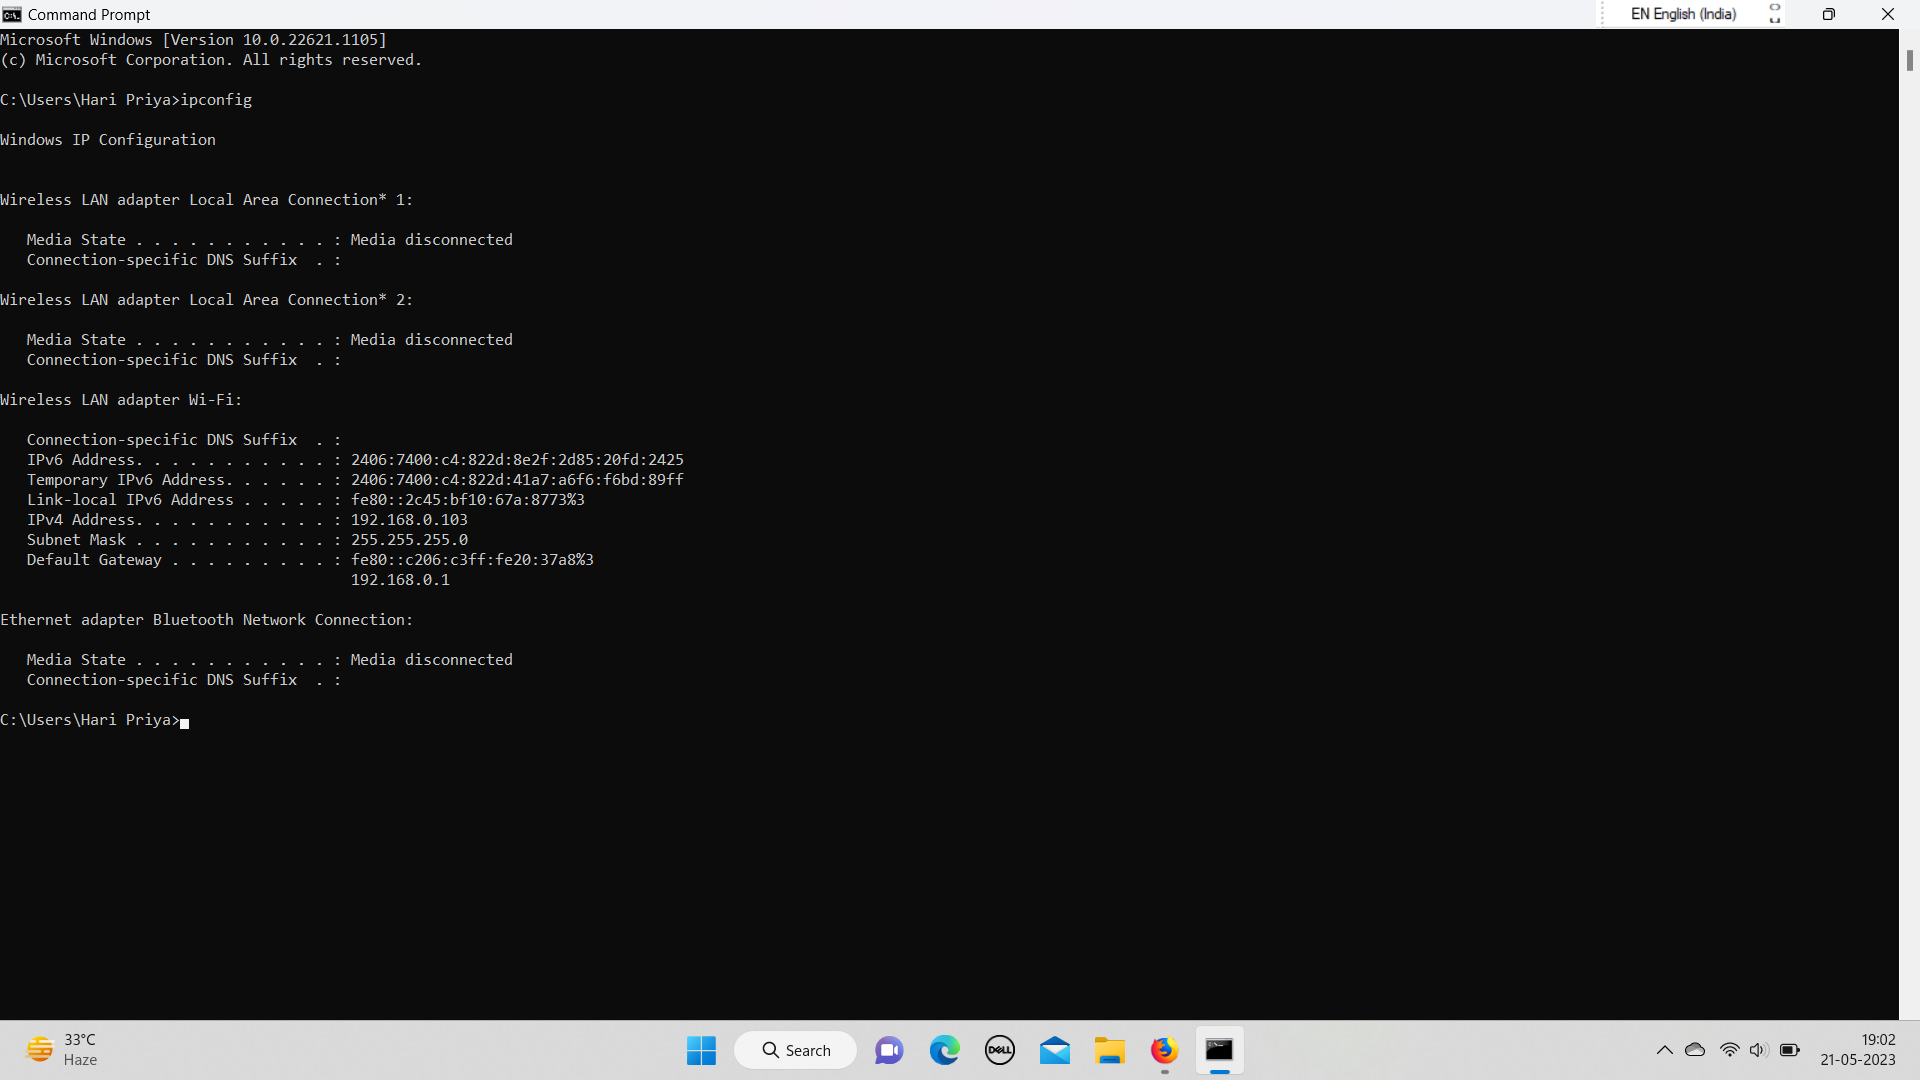 Command Prompt
EN English (India)
Microsoft Windows [Version 10.0.22621.1105]
(c) Microsoft Corporation. All rights reserved.
C:\Users\Hari Priya>ipconfig
Windows IP Configuration
Wireless LAN adapter Local Area Connection* 1:
   Media State . . . . . . . . . . . : Media disconnected
   Connection-specific DNS Suffix  . :
Wireless LAN adapter Local Area Connection* 2:
   Media State . . . . . . . . . . . : Media disconnected
   Connection-specific DNS Suffix  . :
Wireless LAN adapter Wi-Fi:
   Connection-specific DNS Suffix  . :
   IPv6 Address. . . . . . . . . . . : 2406:7400:c4:822d:8e2f:2d85:20fd:2425
   Temporary IPv6 Address. . . . . . : 2406:7400:c4:822d:41a7:a6f6:f6bd:89ff
   Link-local IPv6 Address . . . . . : fe80::2c45:bf10:67a:8773%3
   IPv4 Address. . . . . . . . . . . : 192.168.0.103
   Subnet Mask . . . . . . . . . . . : 255.255.255.0
   Default Gateway . . . . . . . . . : fe80::c206:c3ff:fe20:37a8%3
                                       192.168.0.1
Ethernet adapter Bluetooth Network Connection:
   Media State . . . . . . . . . . . : Media disconnected
   Connection-specific DNS Suffix  . :
C:\Users\Hari Priya>
33°C
Haze
Search
DELL
19:02
21-05-2023